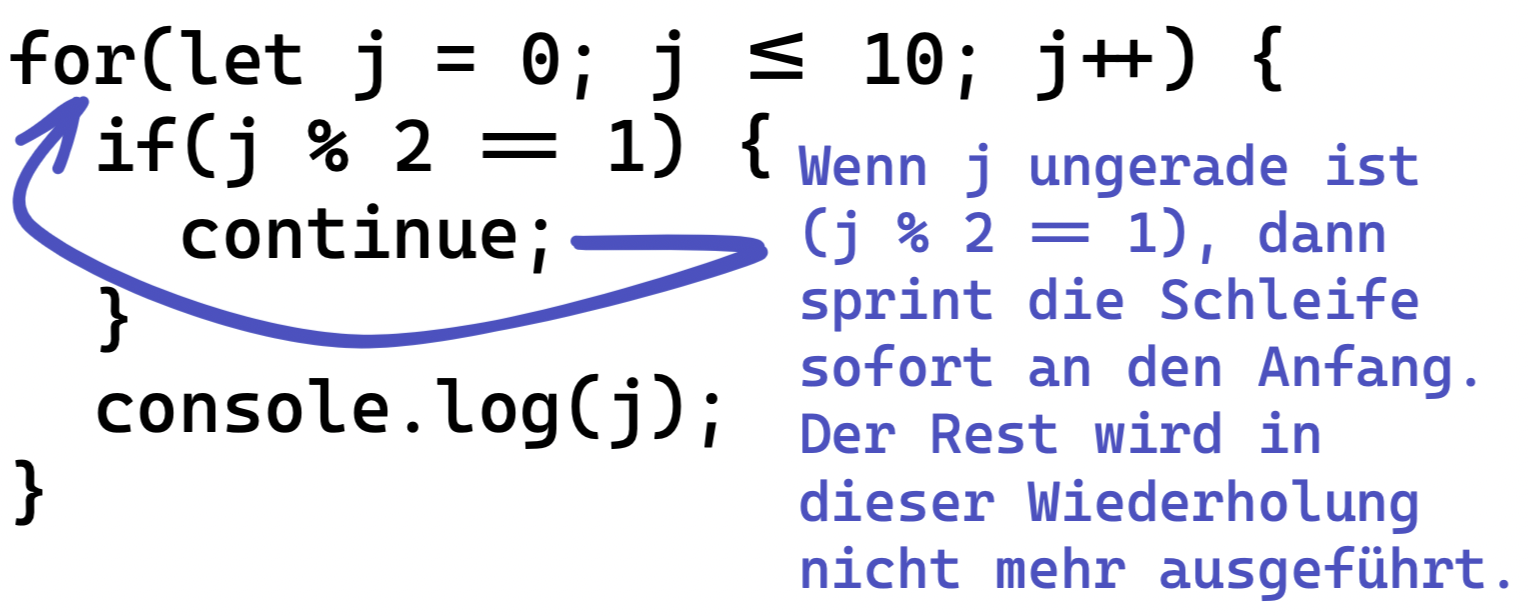 for(let j = 0; j <= 10; j++) {
if(j % 2 == 1) {
continue;
}
console.log(j);
}
Wenn j ungerade ist
(j % 2 == 1), dann
sprint die Schleife
sofort an den Anfang.
Der Rest wird in
dieser Wiederholung
nicht mehr ausgeführt.